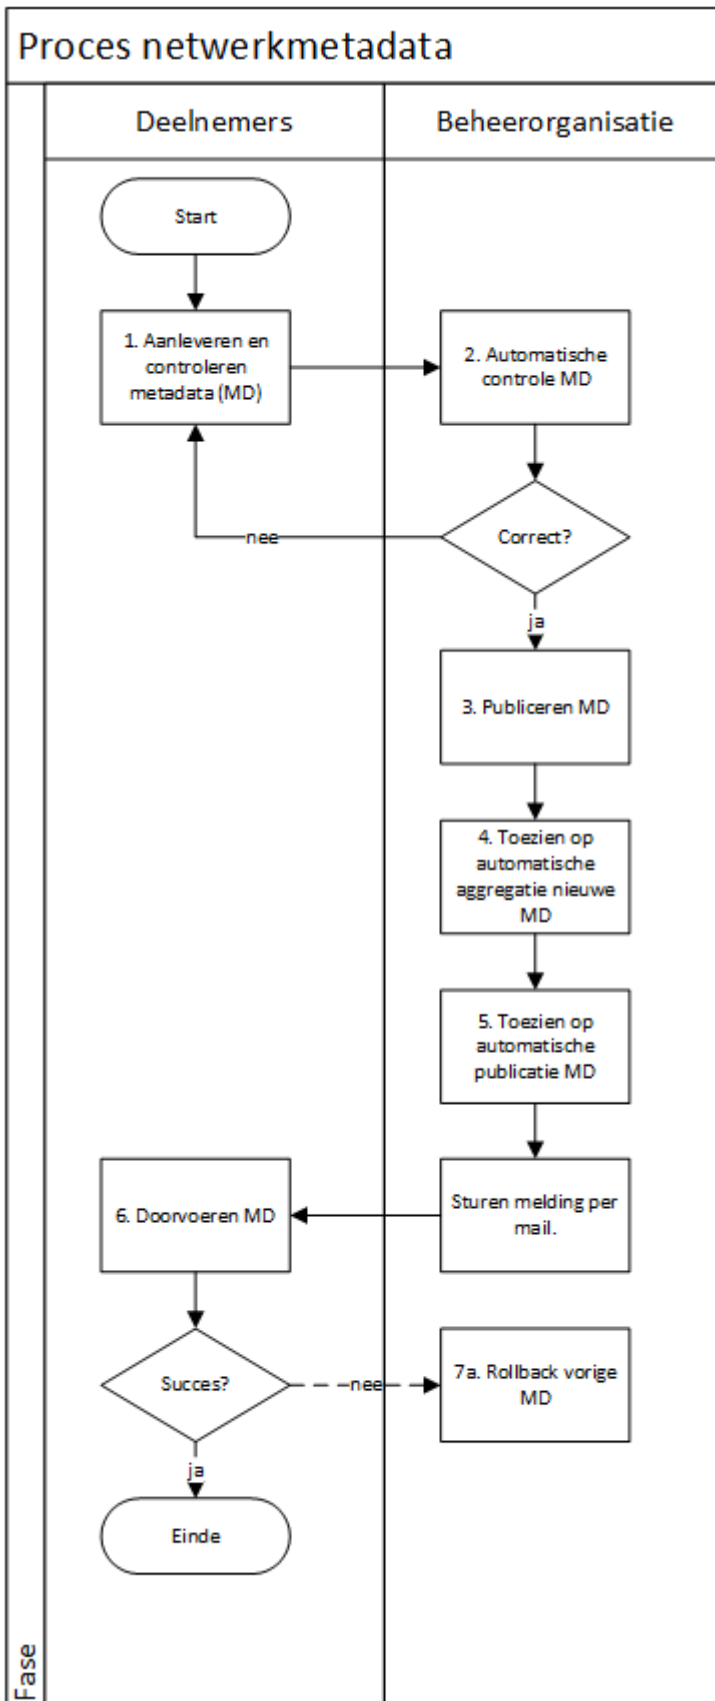 Proces netwerkmetadata
Deelnemers
Beheerorganisatie
Start
1. Aanleveren en
controleren
metadata (MD)
2. Automatische
controle MD
Correct?
nee
ja
3. Publiceren MD
4. Toezien op
automatische
aggregatie nieuwe
MD
5. Toezien op
automatische
publicatie MD
Sturen melding per
mail.
6. Doorvoeren MD
Succes?
nee
7a. Rollback vorige
MD
ja
Einde
Fase